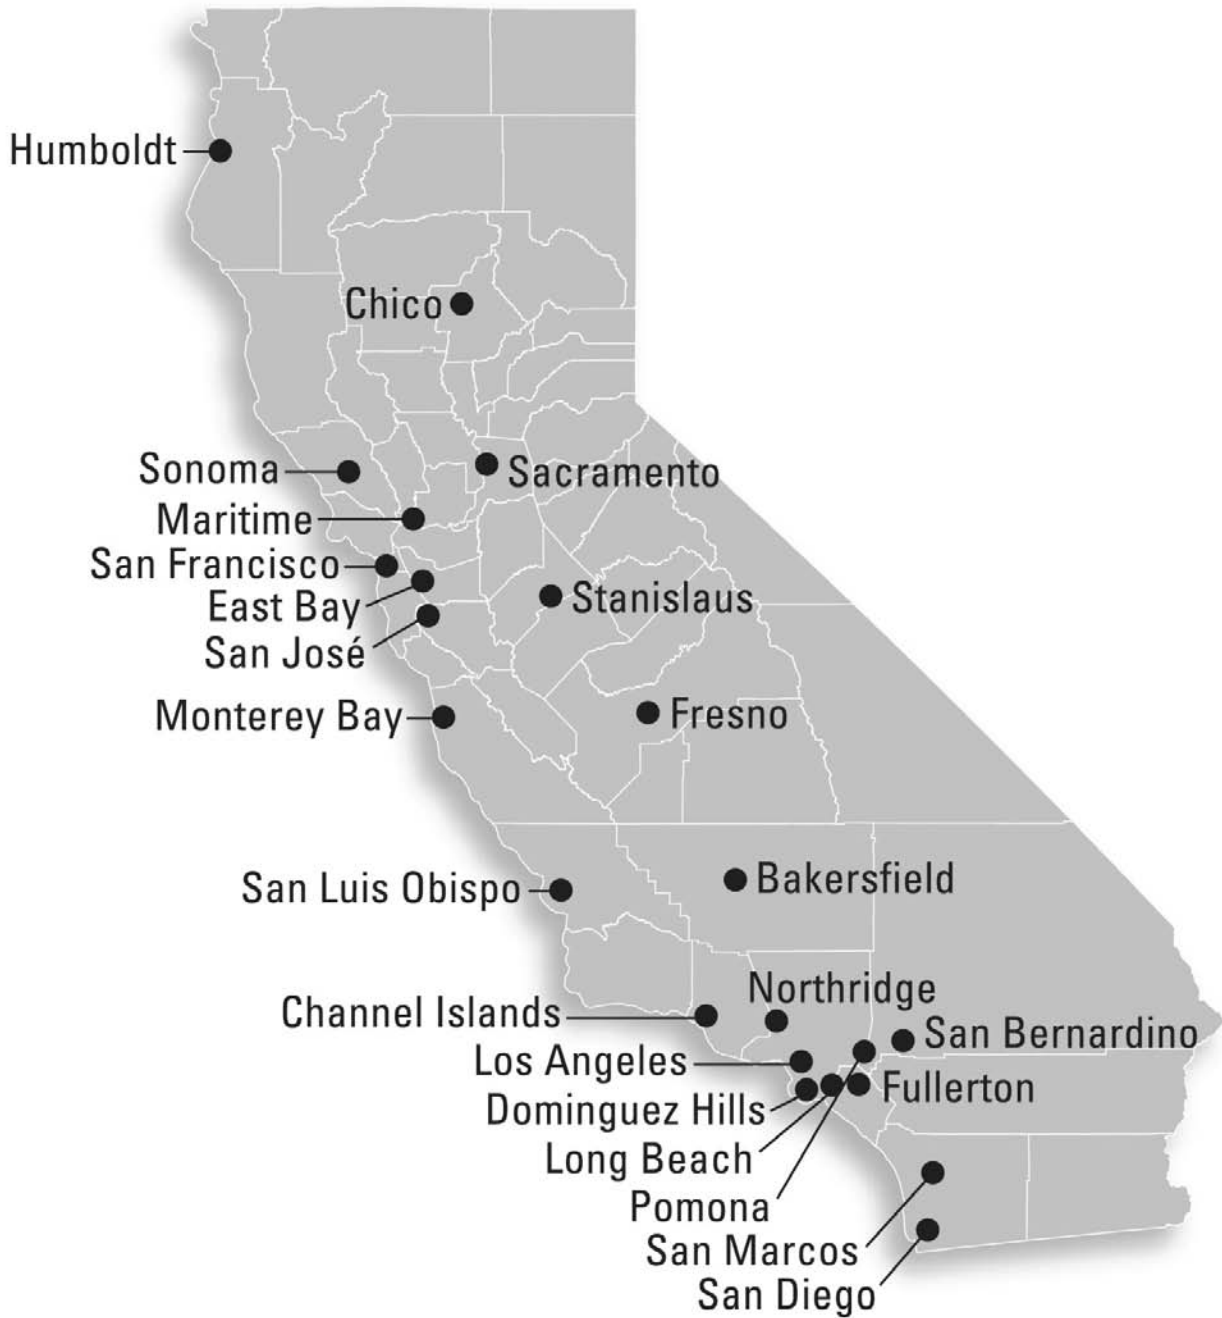 Humboldt
Chico
Sonoma
Sacramento
Maritime
San Francisco
East Bay
Stanislaus
San José
Monterey Bay
Fresno
San Luis Obispo
Bakersfield
Northridge
Channel Islands
San Bernardino
Los Angeles
Fullerton
Dominguez Hills
Long Beach
Pomona
San Marcos
San Diego